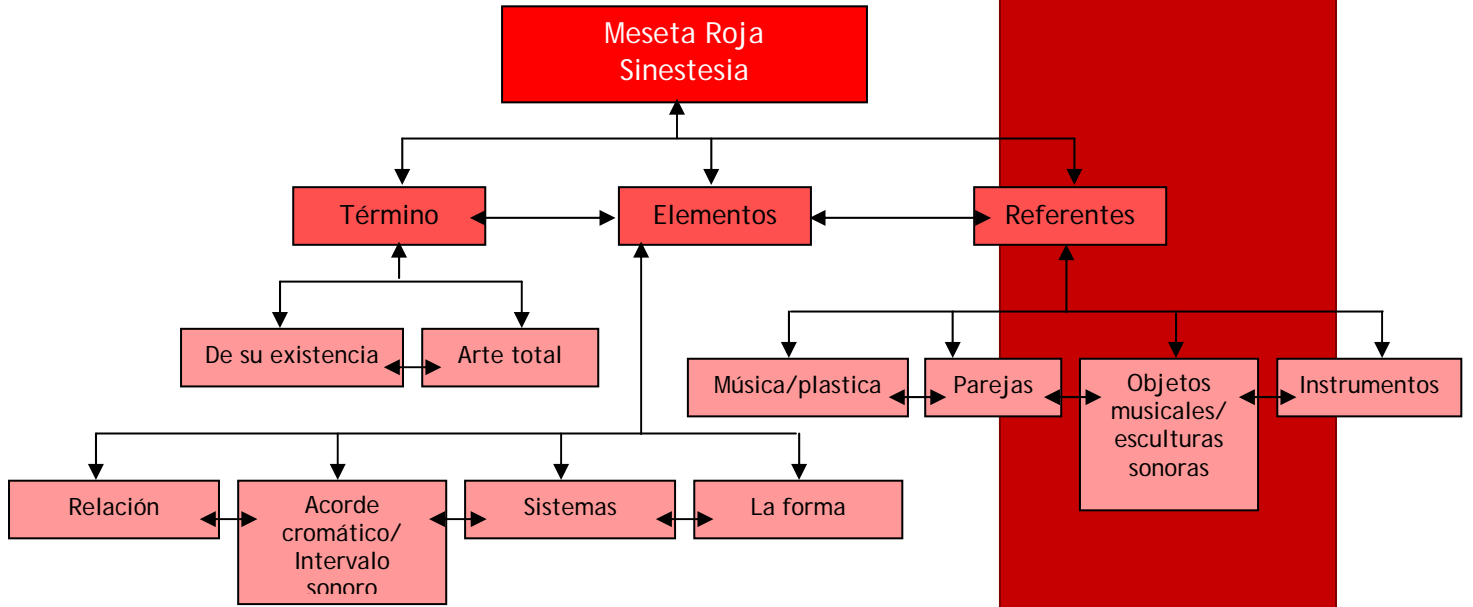 Meseta Roja
Sinestesia
Término
Elementos
Referentes
De su existencia
Arte total
Música/plastica
Parejas
Objetos
musicales/
esculturas
sonoras
Instrumentos
Relación
Acorde
cromático/
Intervalo
sonoro
Sistemas
La forma